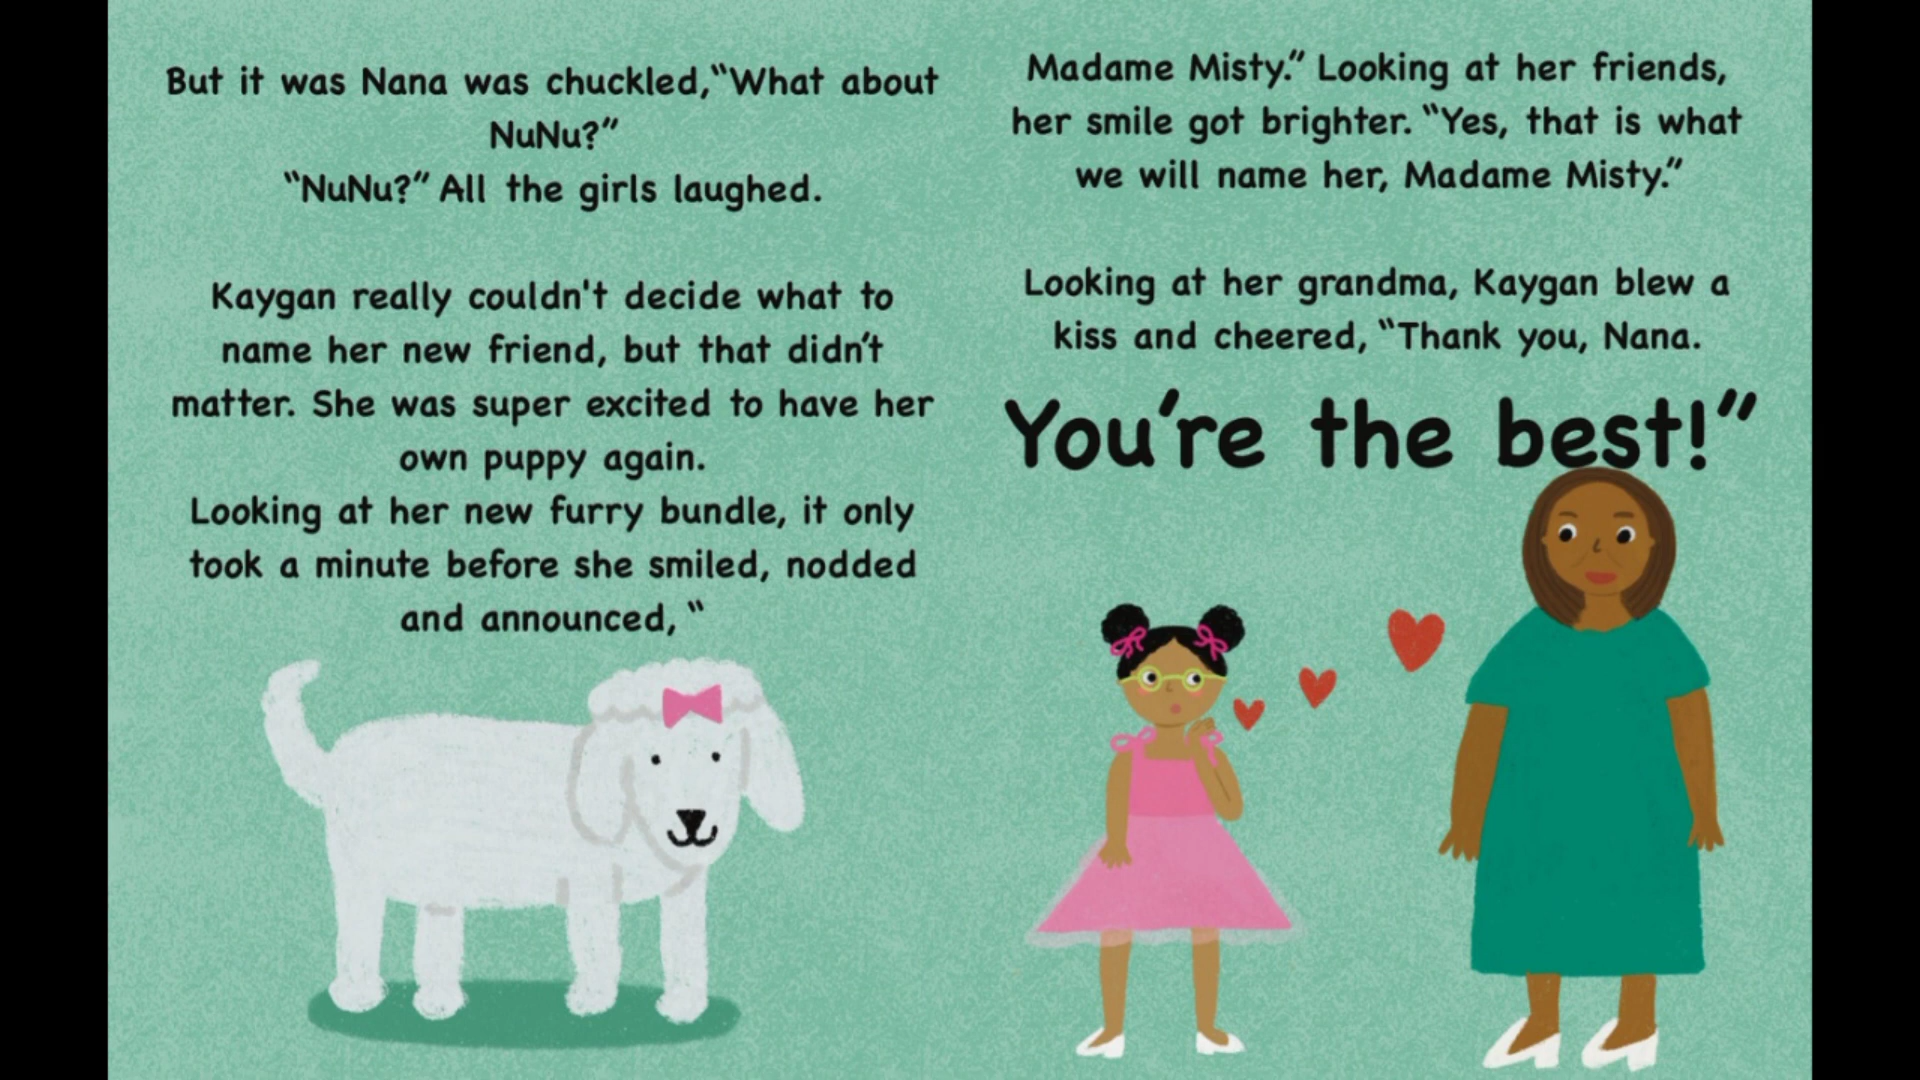 But it was Nana was chuckled,“What about
NuNu?”
“NuNu?” All the girls laughed.
Kaygan really couldn't decide what to
name her new friend, but that didn’t
matter. She was super excited to have her
own puppy again.
Looking at her new furry bundle, it only
took a minute before she smiled, nodded
and announced, “
Madame Misty.” Looking at her friends,
her smile got brighter. “Yes, that is what
we will name her, Madame Misty.”
Looking at her grandma, Kaygan blew a
kiss and cheered, “Thank you, Nana.
You’re the best!”